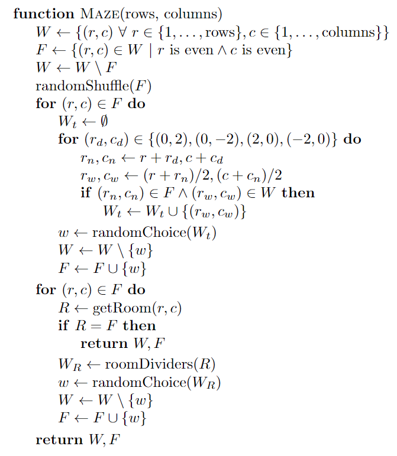 function MAZE(rows, columns)
W ← {(r, c) ∀ r ∈ {1, . . . , rows}, c ∈ {1, . . . , columns}}
F ← {(r, c) ∈ W | r is even ∧ c is even}
W ← W \ F
randomShuffle(F)
for (r, c) ∈ F do
W_t ← ∅
for (r_d, c_d) ∈ {(0, 2), (0, −2), (2, 0), (−2, 0)} do
r_n, c_n ← r + r_d, c + c_d
r_w, c_w ← (r + r_n)/2, (c + c_n)/2
if (r_n, c_n) ∈ F ∧ (r_w, c_w) ∈ W then
W_t ← W_t ∪ {(r_w, c_w)}
w ← randomChoice(W_t)
W ← W \ {w}
F ← F ∪ {w}
for (r, c) ∈ F do
R ← getRoom(r, c)
if R = F then
return W, F
W_R ← roomDividers(R)
w ← randomChoice(W_R)
W ← W \ {w}
F ← F ∪ {w}
return W, F